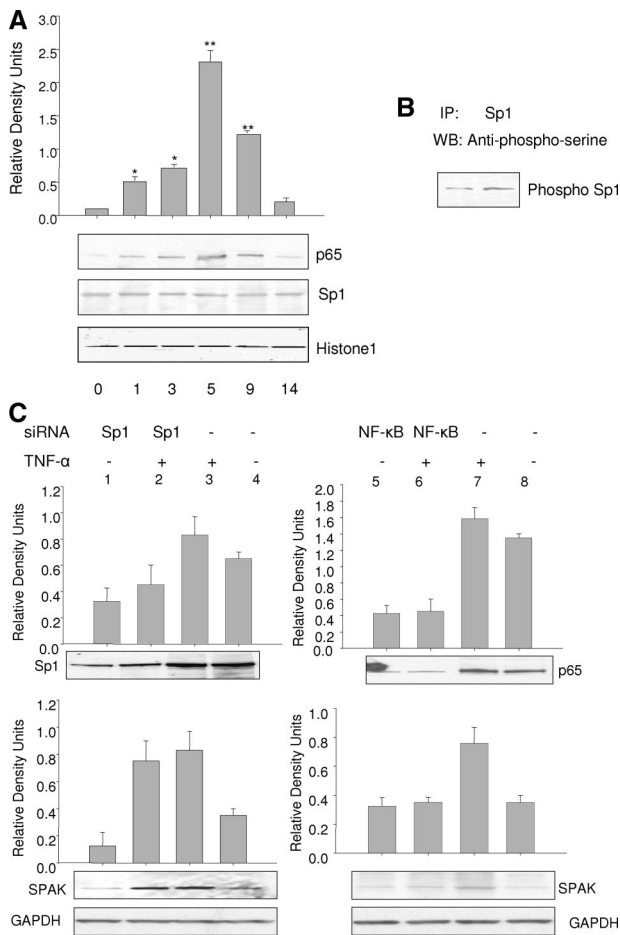 A
Relative Density Units
3.0
2.5
2.0
1.5
1.0
0.5
0.0
*
*
**
**
p65
Sp1
Histone1
0 1 3 5 9 14
B
IP: Sp1
WB: Anti-phospho-serine
Phospho Sp1
C
siRNA Sp1 Sp1 - -
TNF-α - + + -
1 2 3 4
Relative Density Units
1.2
1.0
0.8
0.6
0.4
0.2
0.0
Sp1
NF-κB NF-κB - -
- + + -
5 6 7 8
Relative Density Units
2.0
1.8
1.6
1.4
1.2
1.0
0.8
0.6
0.4
0.2
0.0
p65
Relative Density Units
1.2
1.0
0.8
0.6
0.4
0.2
0.0
SPAK
GAPDH
Relative Density Units
1.0
0.8
0.6
0.4
0.2
0.0
SPAK
GAPDH